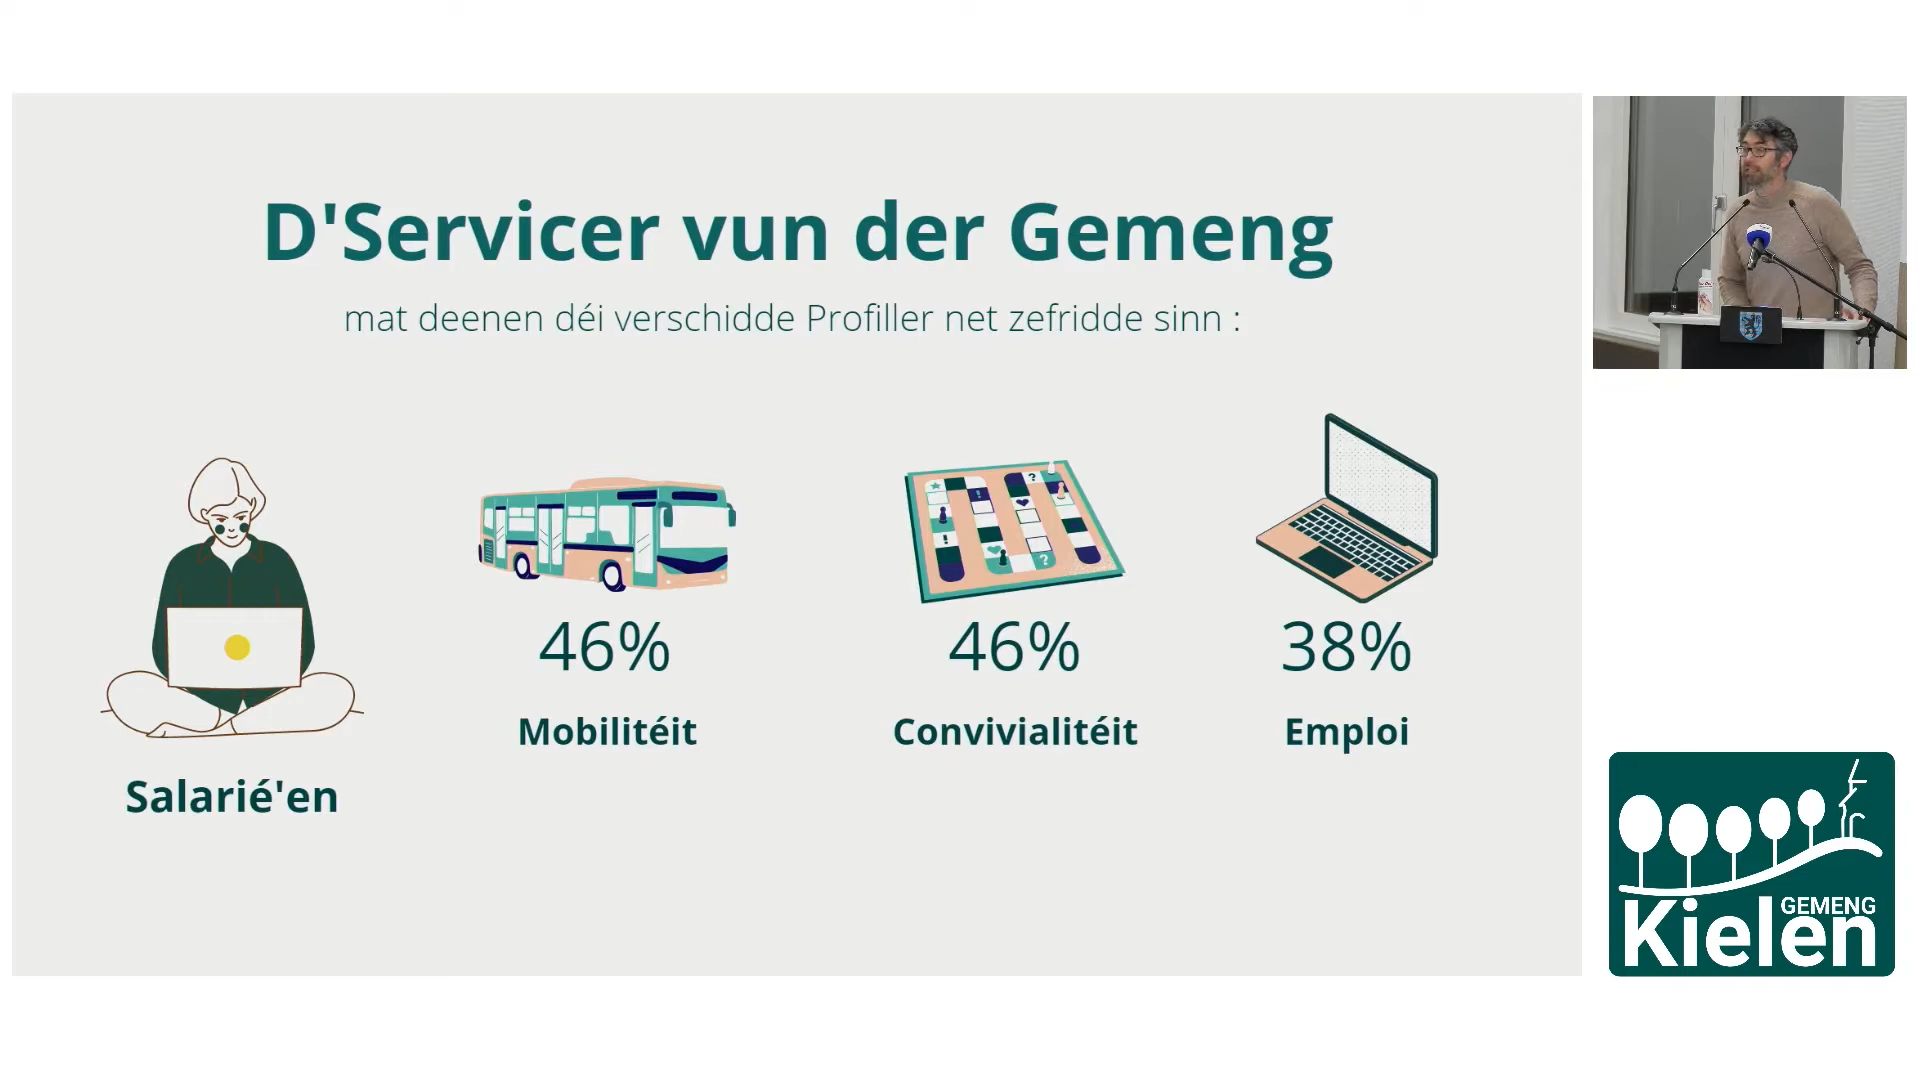 D'Servicer vun der Gemeng
mat deenen déi verschidde Profiller net zefridde sinn :
46%
46%
38%
Mobilitéit
Convivialitéit
Emploi
Salarié'en
GEMENG
Kielen